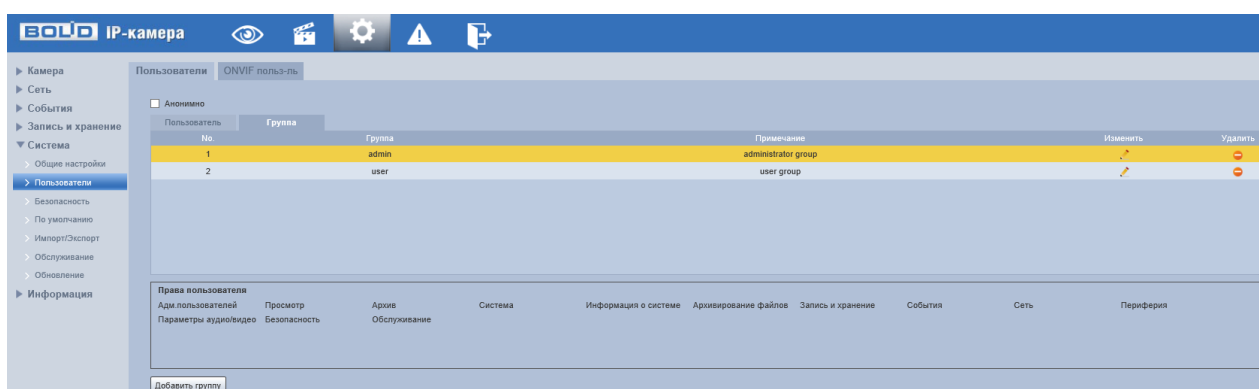 BOLID IP-камера
Камера
Сеть
События
Запись и хранение
Система
Общие настройки
Пользователи
Безопасность
По умолчанию
Импорт/Экспорт
Обслуживание
Обновление
Информация
Пользователи ONVIF польз-ль
Анонимно
Пользователь Группа
No. Группа Примечание Изменить Удалить
1 admin administrator group
2 user user group
Права пользователя
Адм.пользователей Просмотр Архив Система Информация о системе Архивирование файлов Запись и хранение События Сеть Периферия
Параметры аудио/видео Безопасность Обслуживание
Добавить группу